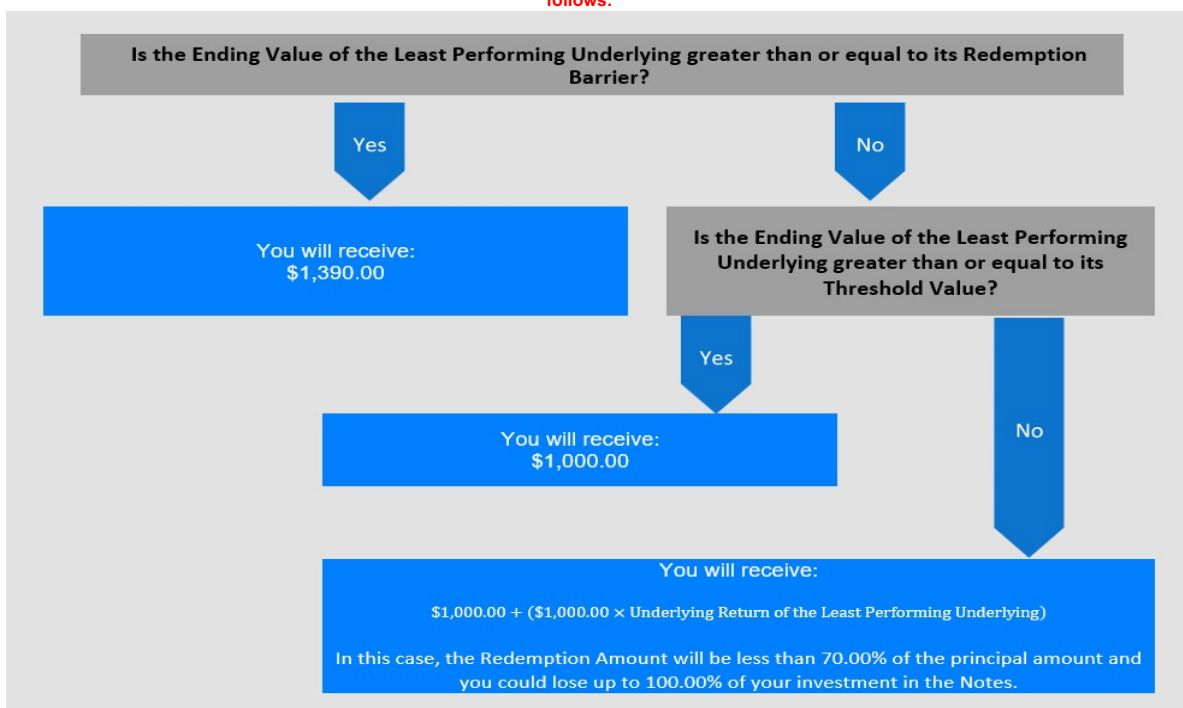 follows:
Is the Ending Value of the Least Performing Underlying greater than or equal to its Redemption
Barrier?
Yes
No
You will receive:
$1,390.00
Is the Ending Value of the Least Performing
Underlying greater than or equal to its
Threshold Value?
Yes
No
You will receive:
$1,000.00
You will receive:
$1,000.00 + ($1,000.00 × Underlying Return of the Least Performing Underlying)
In this case, the Redemption Amount will be less than 70.00% of the principal amount and
you could lose up to 100.00% of your investment in the Notes.